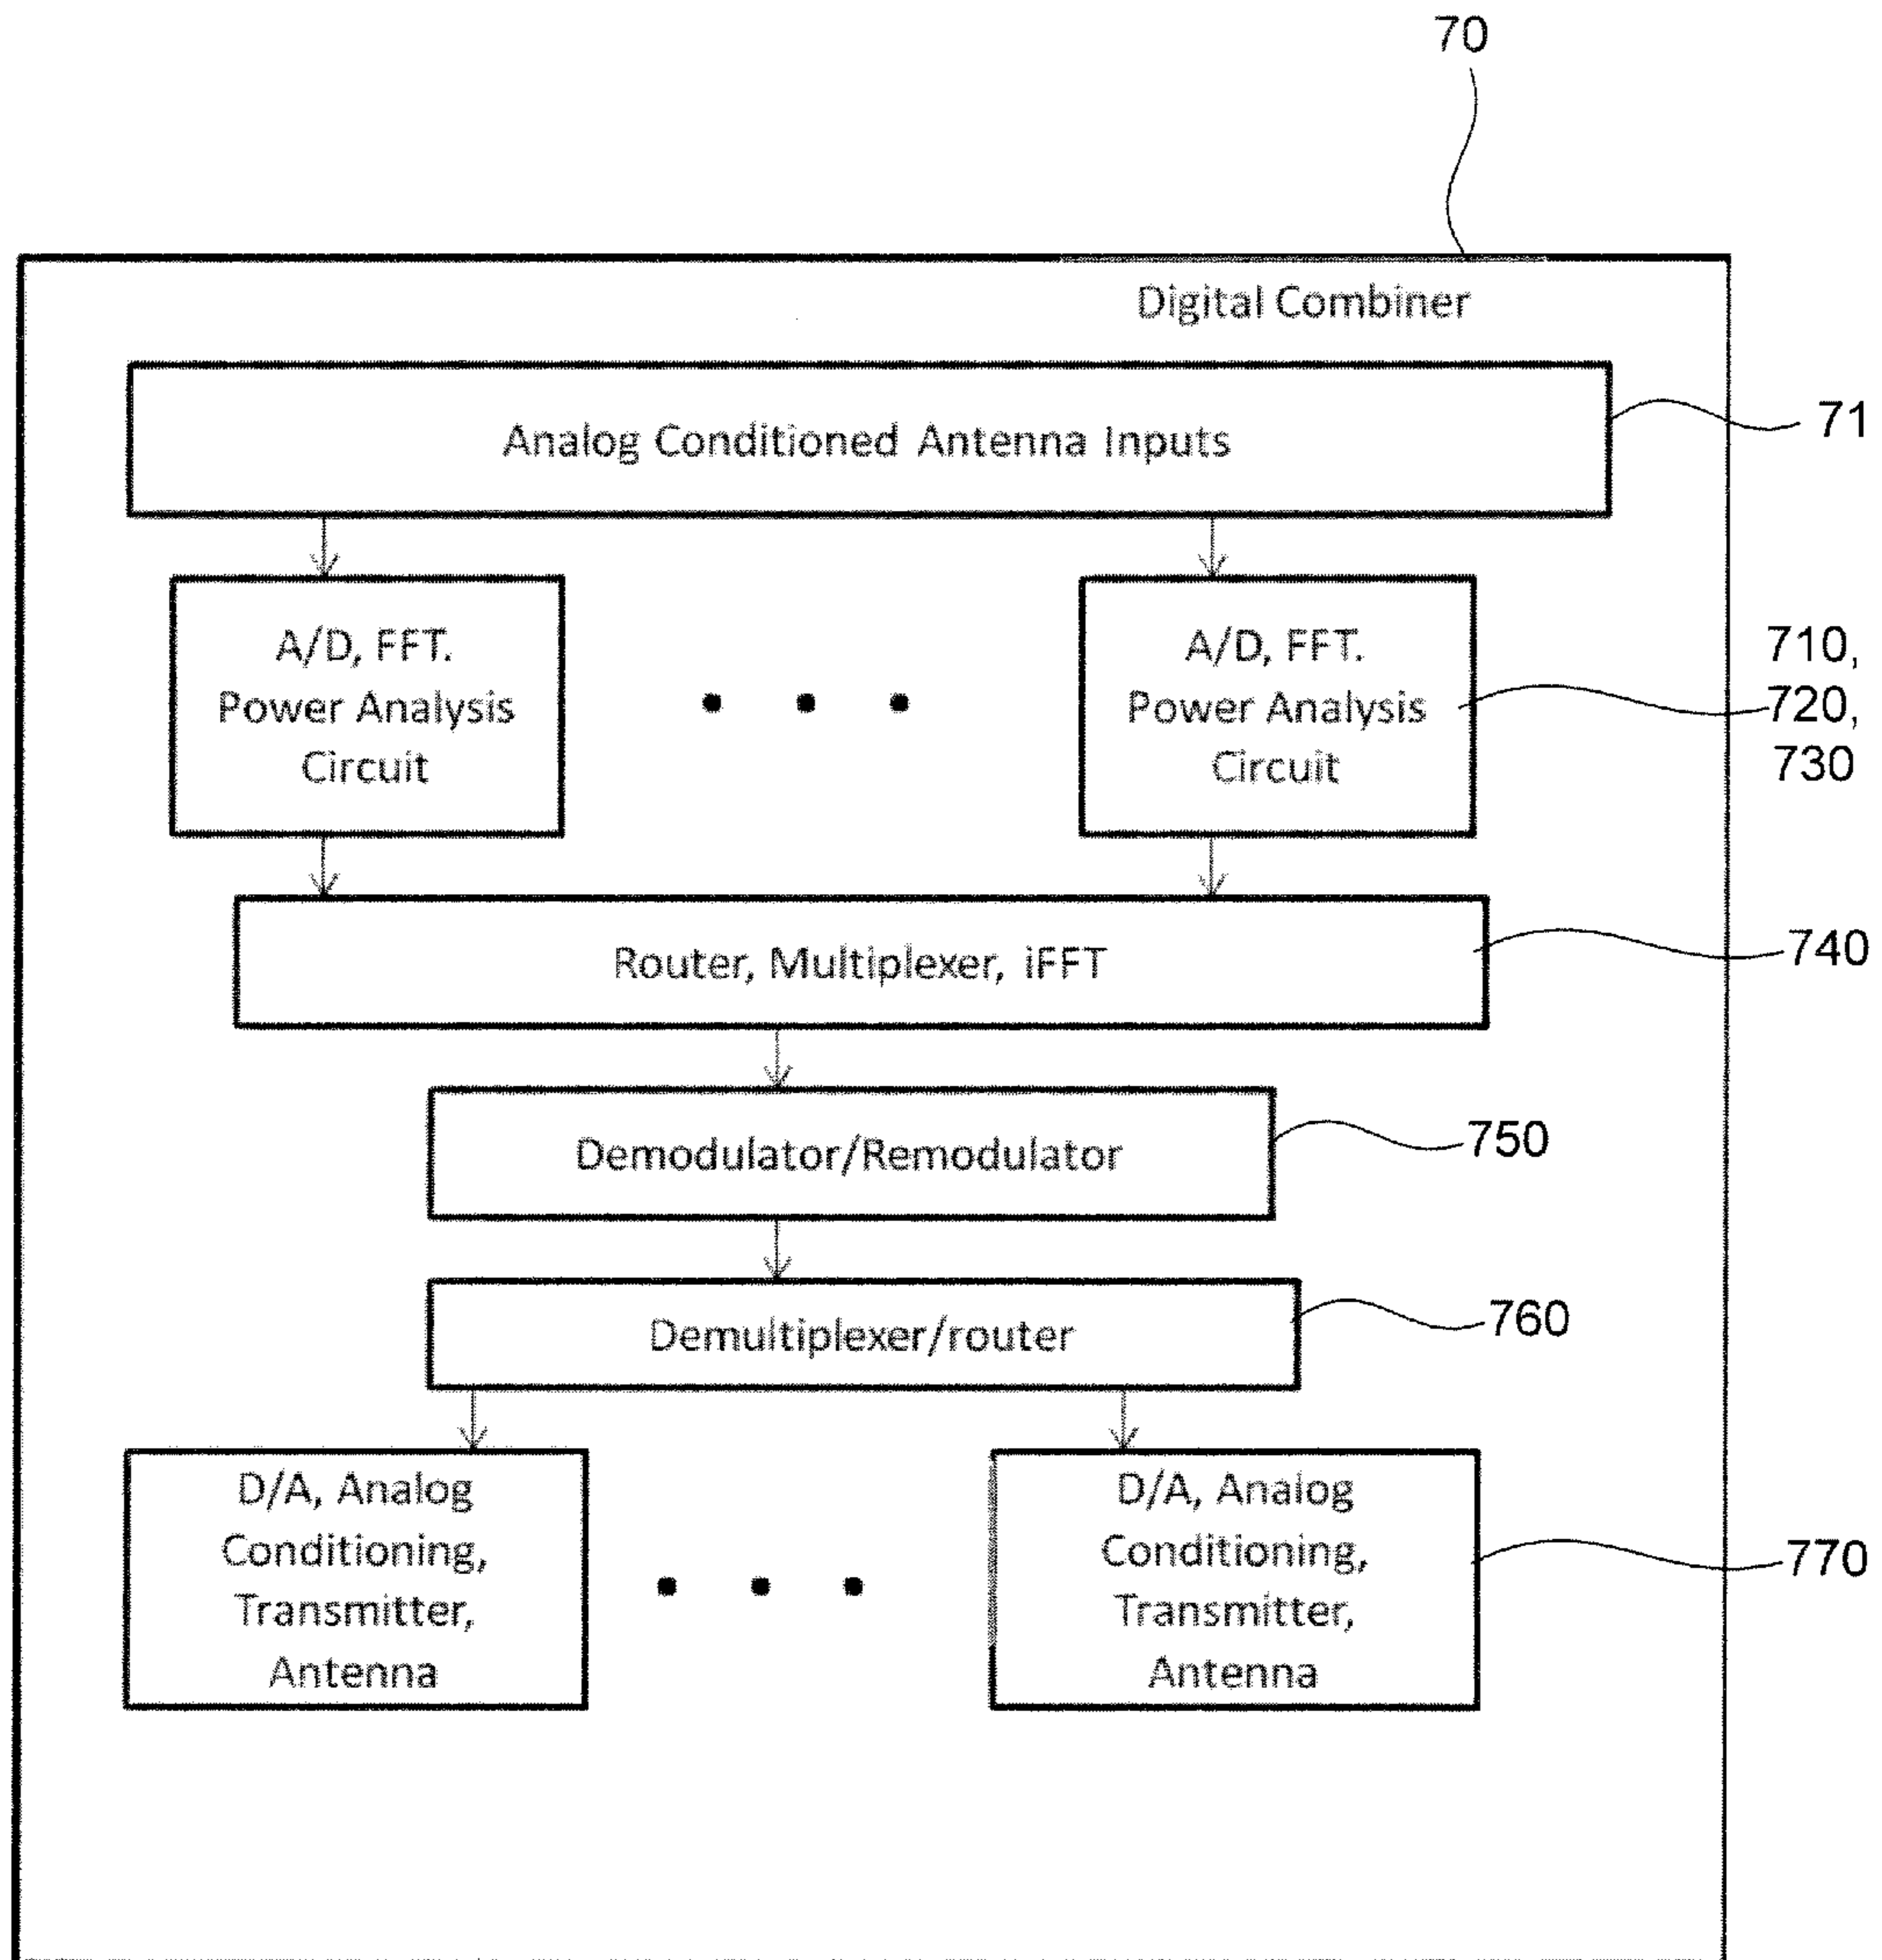 70
Digital Combiner
Analog Conditioned Antenna Inputs
71
A/D, FFT.
Power Analysis
Circuit
A/D, FFT.
Power Analysis
Circuit
710,
720,
730
Router, Multiplexer, iFFT
740
Demodulator/Remodulator
750
Demultiplexer/router
760
D/A, Analog
Conditioning,
Transmitter,
Antenna
D/A, Analog
Conditioning,
Transmitter,
Antenna
770